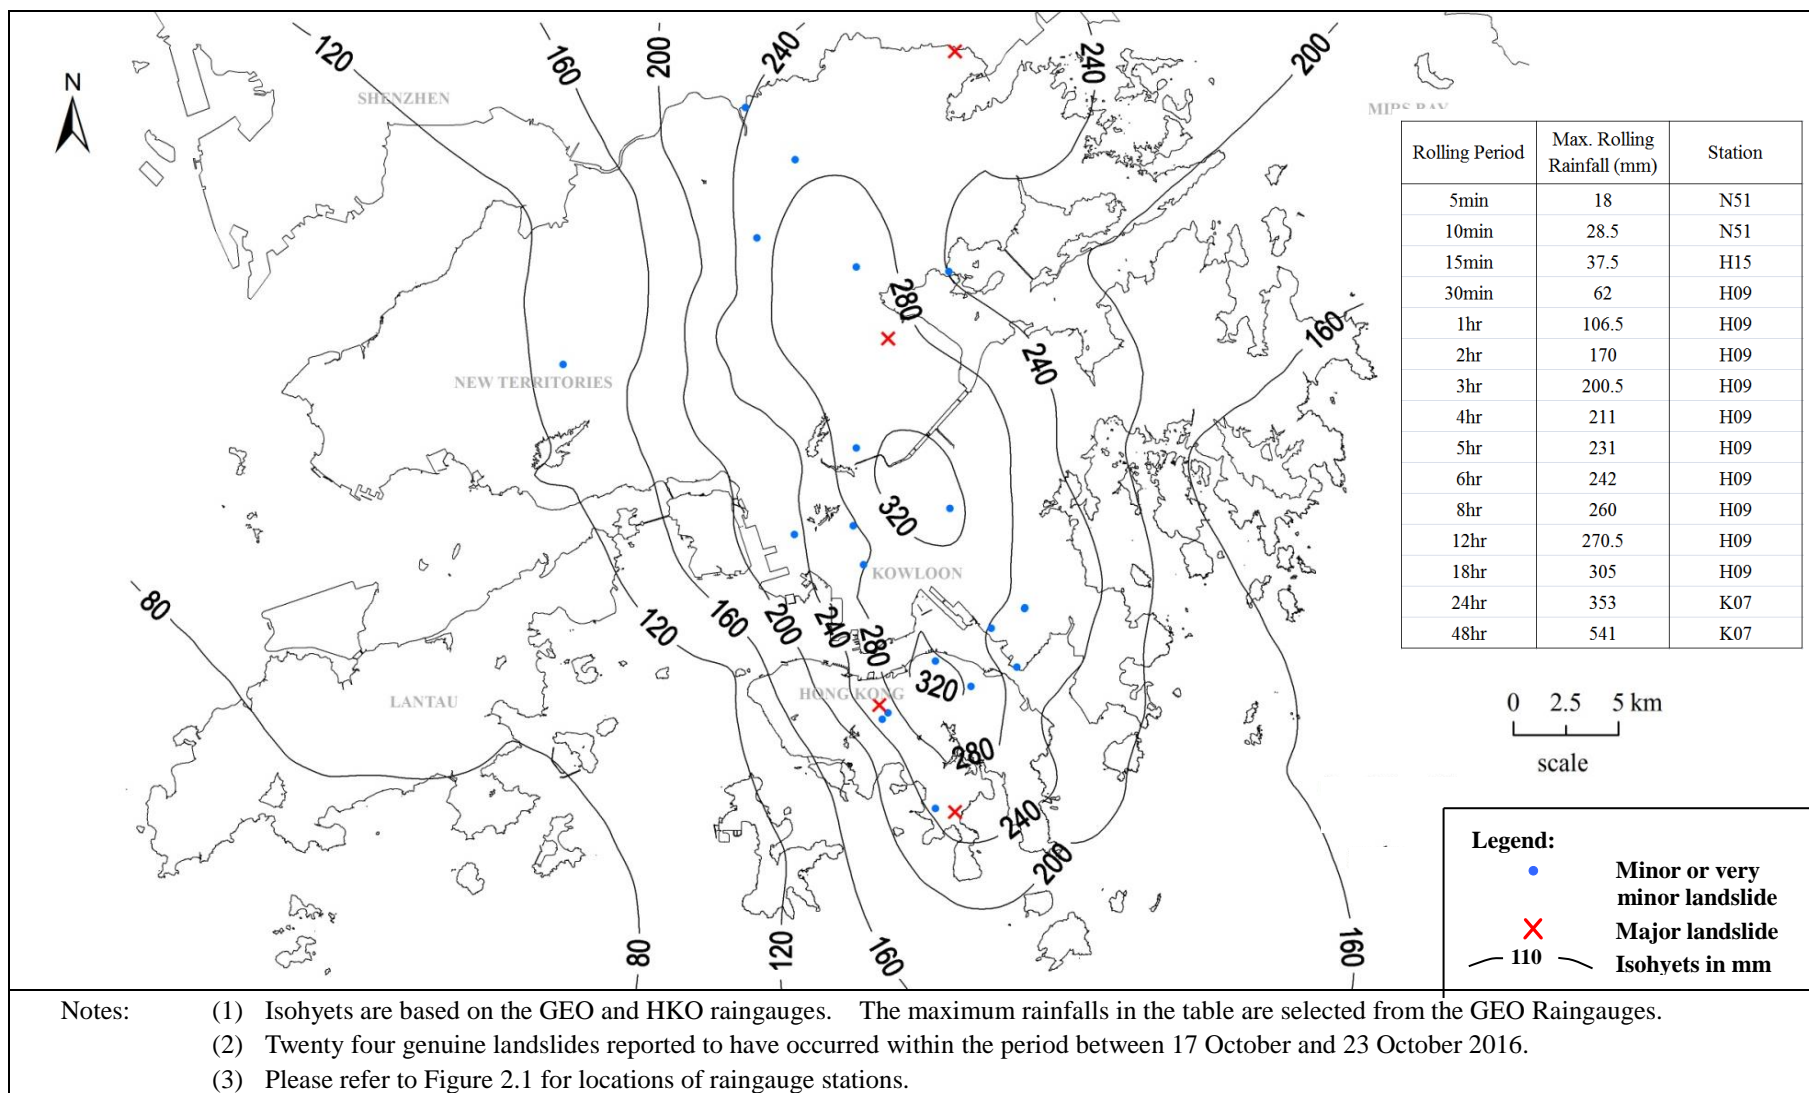 120
160
200
240
240
200
N
SHENZHEN
280
240
160
NEW TERRITORIES
320
KOWLOON
80
120
160
200
240
280
320
HONG KONG
LANTAU
280
240
200
80
120
160
160
Rolling Period Max. Rolling Rainfall (mm) Station
5min 18 N51
10min 28.5 N51
15min 37.5 H15
30min 62 H09
1hr 106.5 H09
2hr 170 H09
3hr 200.5 H09
4hr 211 H09
5hr 231 H09
6hr 242 H09
8hr 260 H09
12hr 270.5 H09
18hr 305 H09
24hr 353 K07
48hr 541 K07
0 2.5 5 km
scale
Legend:
Minor or very
minor landslide
Major landslide
110 Isohyets in mm
Notes: (1) Isohyets are based on the GEO and HKO raingauges. The maximum rainfalls in the table are selected from the GEO Raingauges.
(2) Twenty four genuine landslides reported to have occurred within the period between 17 October and 23 October 2016.
(3) Please refer to Figure 2.1 for locations of raingauge stations.